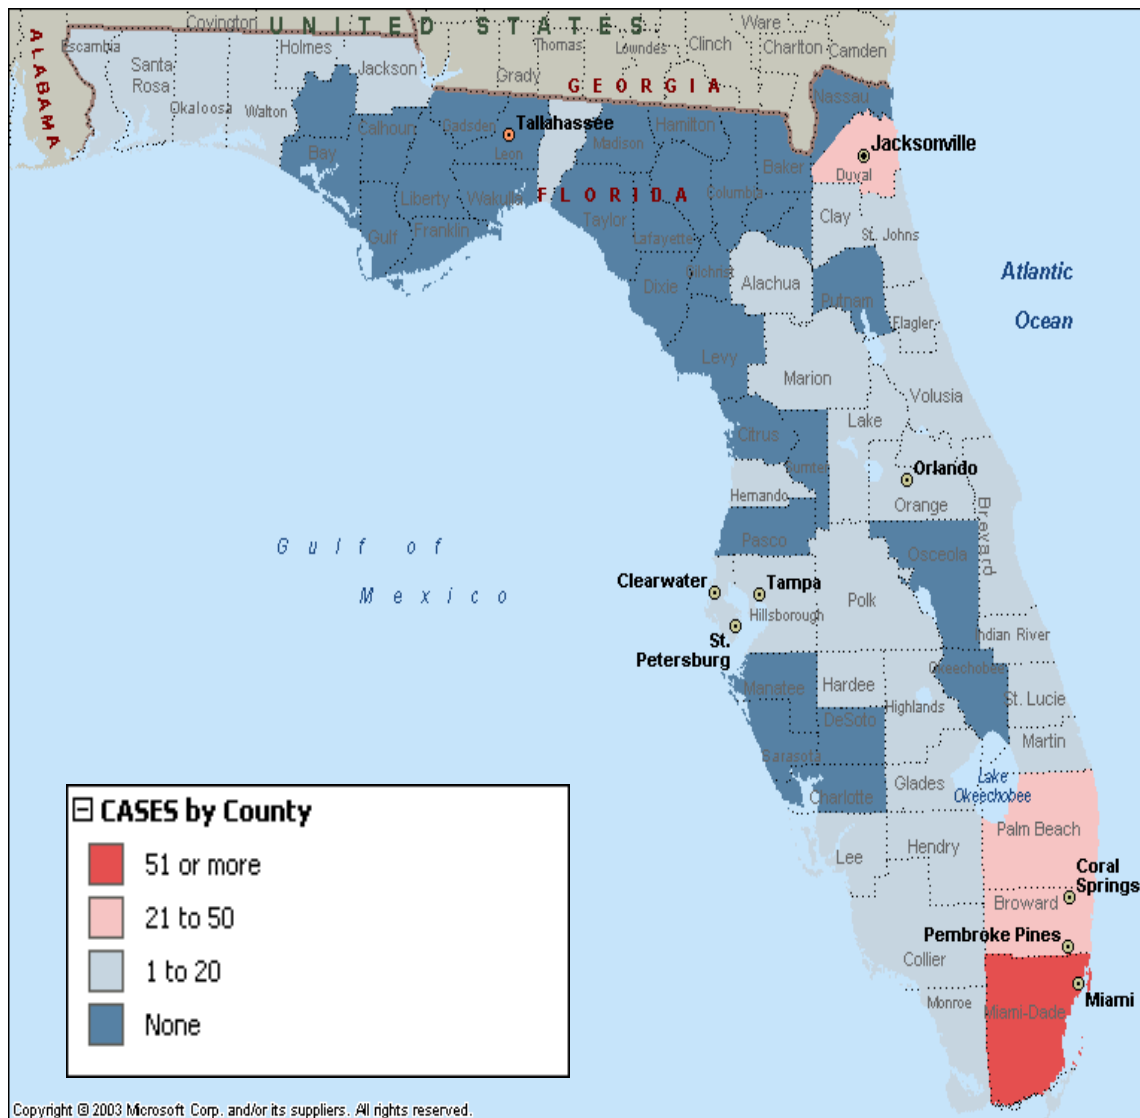 Covington
UNITED STATES
Ware
Escambia
Holmes
Thomas
Lowndes
Clinch
Charlton
Camden
ALABAMA
Santa
Rosa
Jackson
Grady
GEORGIA
Okaloosa
Walton
Nassau
Calhoun
Gadsden
Tallahassee
Hamilton
Madison
Jacksonville
Bay
Leon
Baker
Duval
Liberty
Wakulla
FLORIDA
Columbia
Gulf
Franklin
Taylor
Lafayette
Clay
St. Johns
Dixie
Gilchrist
Alachua
Putnam
Atlantic
Ocean
Flagler
Levy
Marion
Volusia
Lake
Citrus
Sumter
Orlando
Hernando
Orange
Brevard
Gulf of
Mexico
Pasco
Osceola
Clearwater
Tampa
Polk
Hillsborough
St.
Petersburg
Indian River
Okeechobee
Manatee
Hardee
Highlands
St. Lucie
DeSoto
Martin
Sarasota
Charlotte
Glades
Lake
Okeechobee
Palm Beach
Lee
Hendry
Coral
Springs
Broward
Pembroke Pines
Collier
Monroe
Miami-Dade
Miami
CASES by County
51 or more
21 to 50
1 to 20
None
Copyright © 2003 Microsoft Corp. and/or its suppliers. All rights reserved.